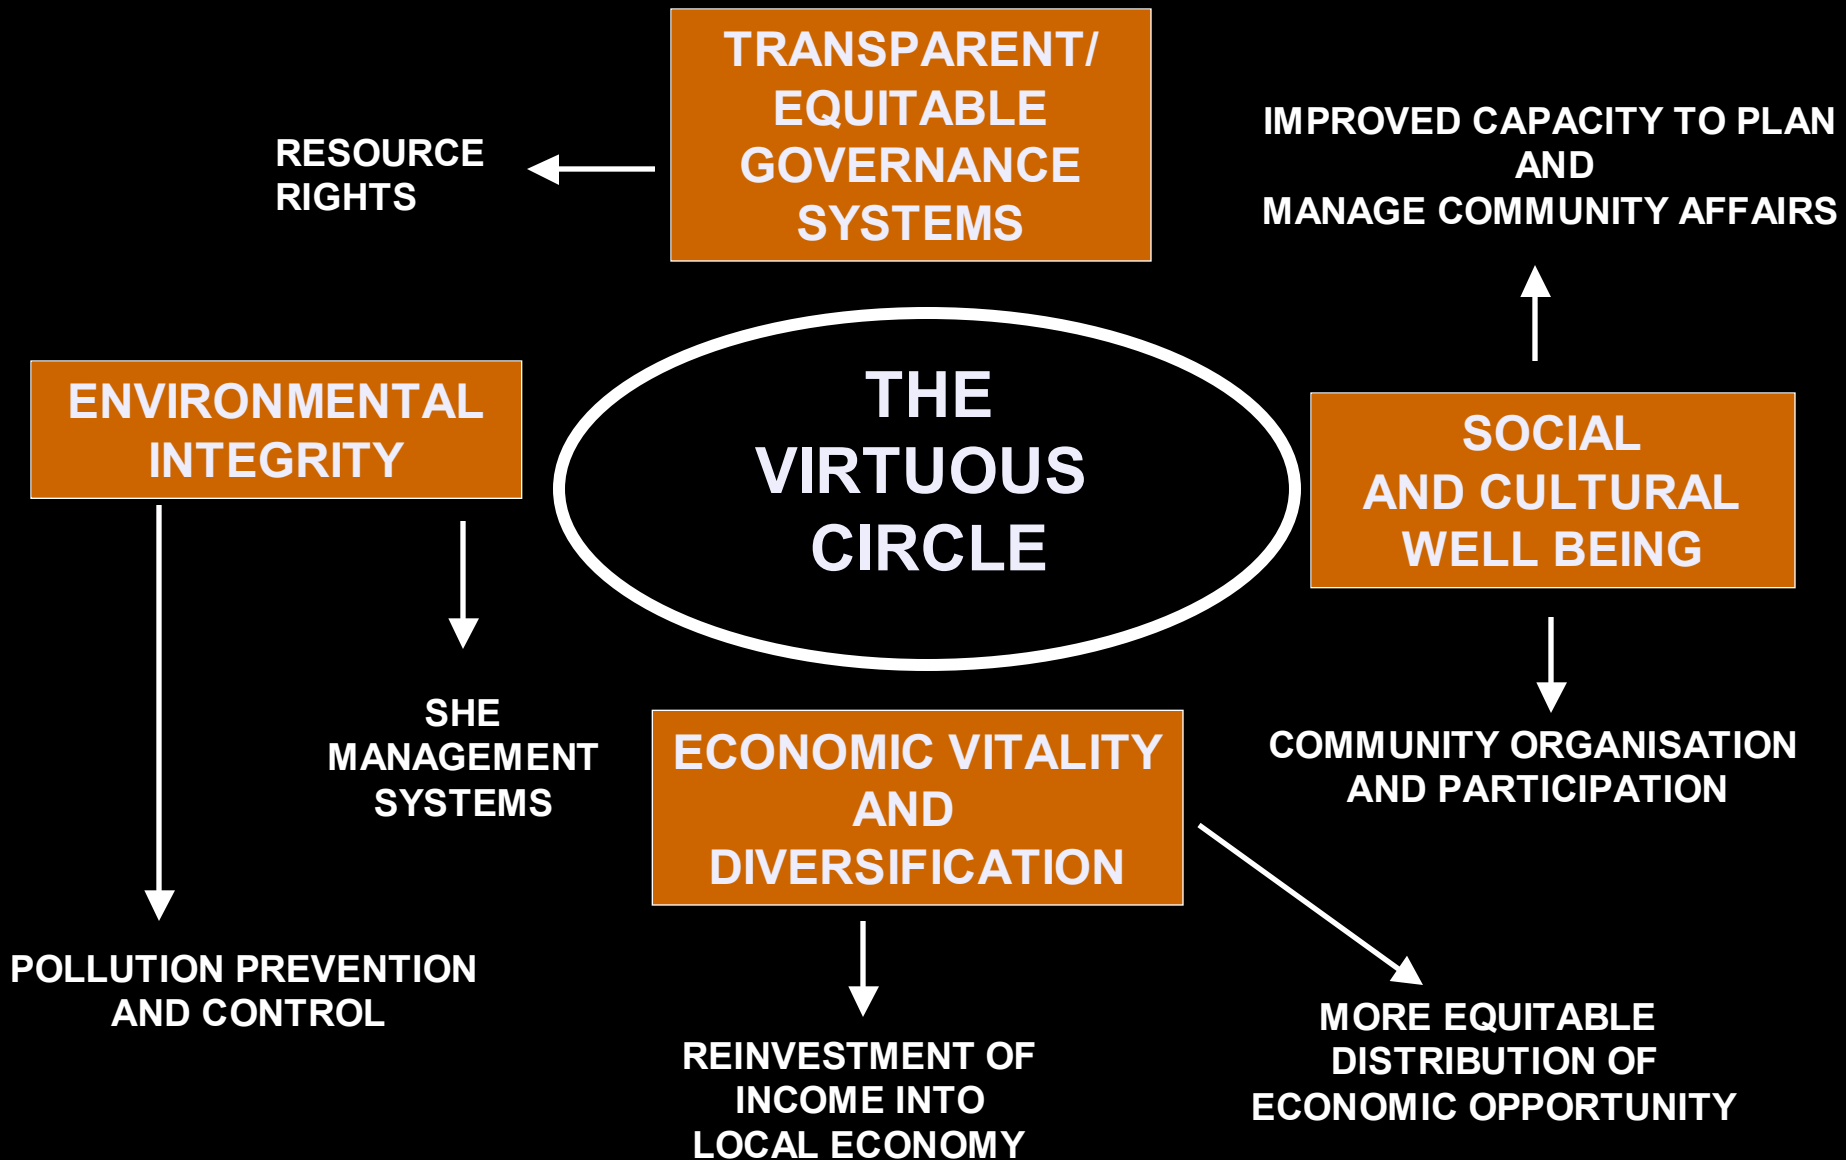 TRANSPARENT/
EQUITABLE
GOVERNANCE
SYSTEMS
RESOURCE
RIGHTS
IMPROVED CAPACITY TO PLAN
AND
MANAGE COMMUNITY AFFAIRS
ENVIRONMENTAL
INTEGRITY
THE
VIRTUOUS
CIRCLE
SOCIAL
AND CULTURAL
WELL BEING
SHE
MANAGEMENT
SYSTEMS
ECONOMIC VITALITY
AND
DIVERSIFICATION
COMMUNITY ORGANISATION
AND PARTICIPATION
POLLUTION PREVENTION
AND CONTROL
REINVESTMENT OF
INCOME INTO
LOCAL ECONOMY
MORE EQUITABLE
DISTRIBUTION OF
ECONOMIC OPPORTUNITY